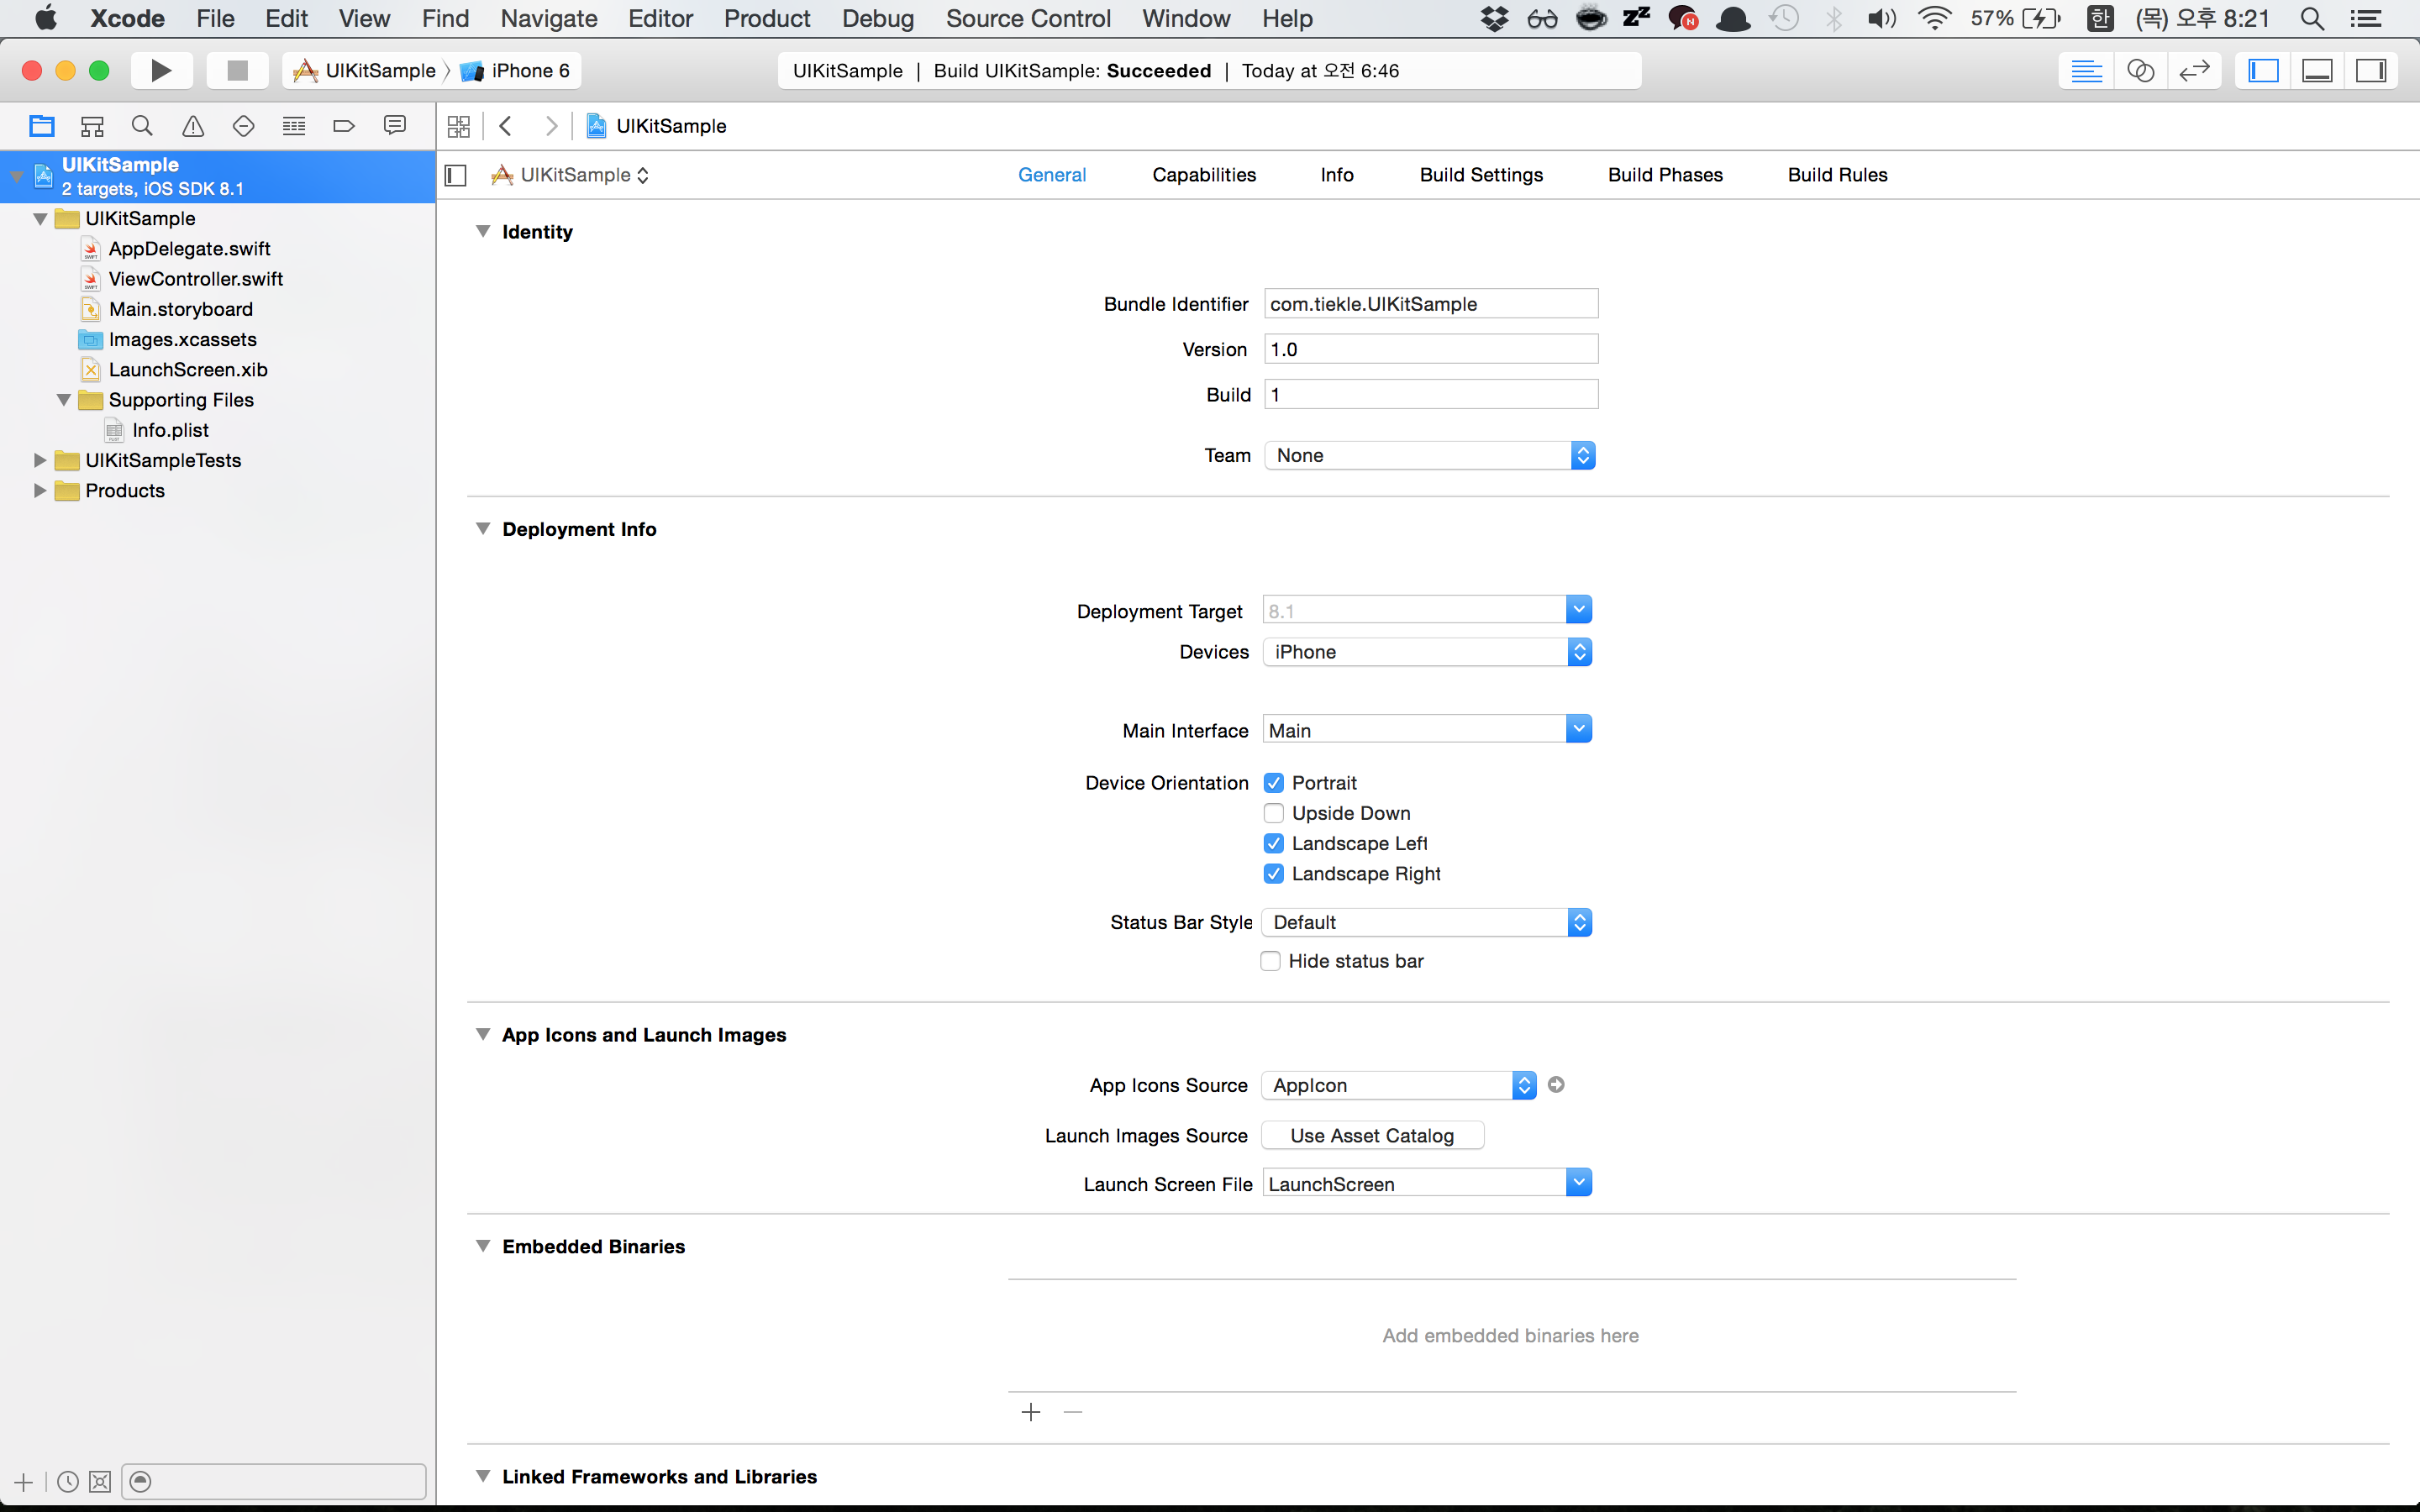 Xcode File Edit View Find Navigate Editor Product Debug Source Control Window Help 57% 한 (목) 오후 8:21
UIKitSample iPhone 6 UIKitSample | Build UIKitSample: Succeeded | Today at 오전 6:46
UIKitSample
UIKitSample
2 targets, iOS SDK 8.1
UIKitSample
AppDelegate.swift
ViewController.swift
Main.storyboard
Images.xcassets
LaunchScreen.xib
Supporting Files
Info.plist
UIKitSampleTests
Products
UIKitSample General Capabilities Info Build Settings Build Phases Build Rules
Identity
Bundle Identifier com.tiekle.UIKitSample
Version 1.0
Build 1
Team None
Deployment Info
Deployment Target 8.1
Devices iPhone
Main Interface Main
Device Orientation Portrait
Upside Down
Landscape Left
Landscape Right
Status Bar Style Default
Hide status bar
App Icons and Launch Images
App Icons Source AppIcon
Launch Images Source Use Asset Catalog
Launch Screen File LaunchScreen
Embedded Binaries
Add embedded binaries here
Linked Frameworks and Libraries